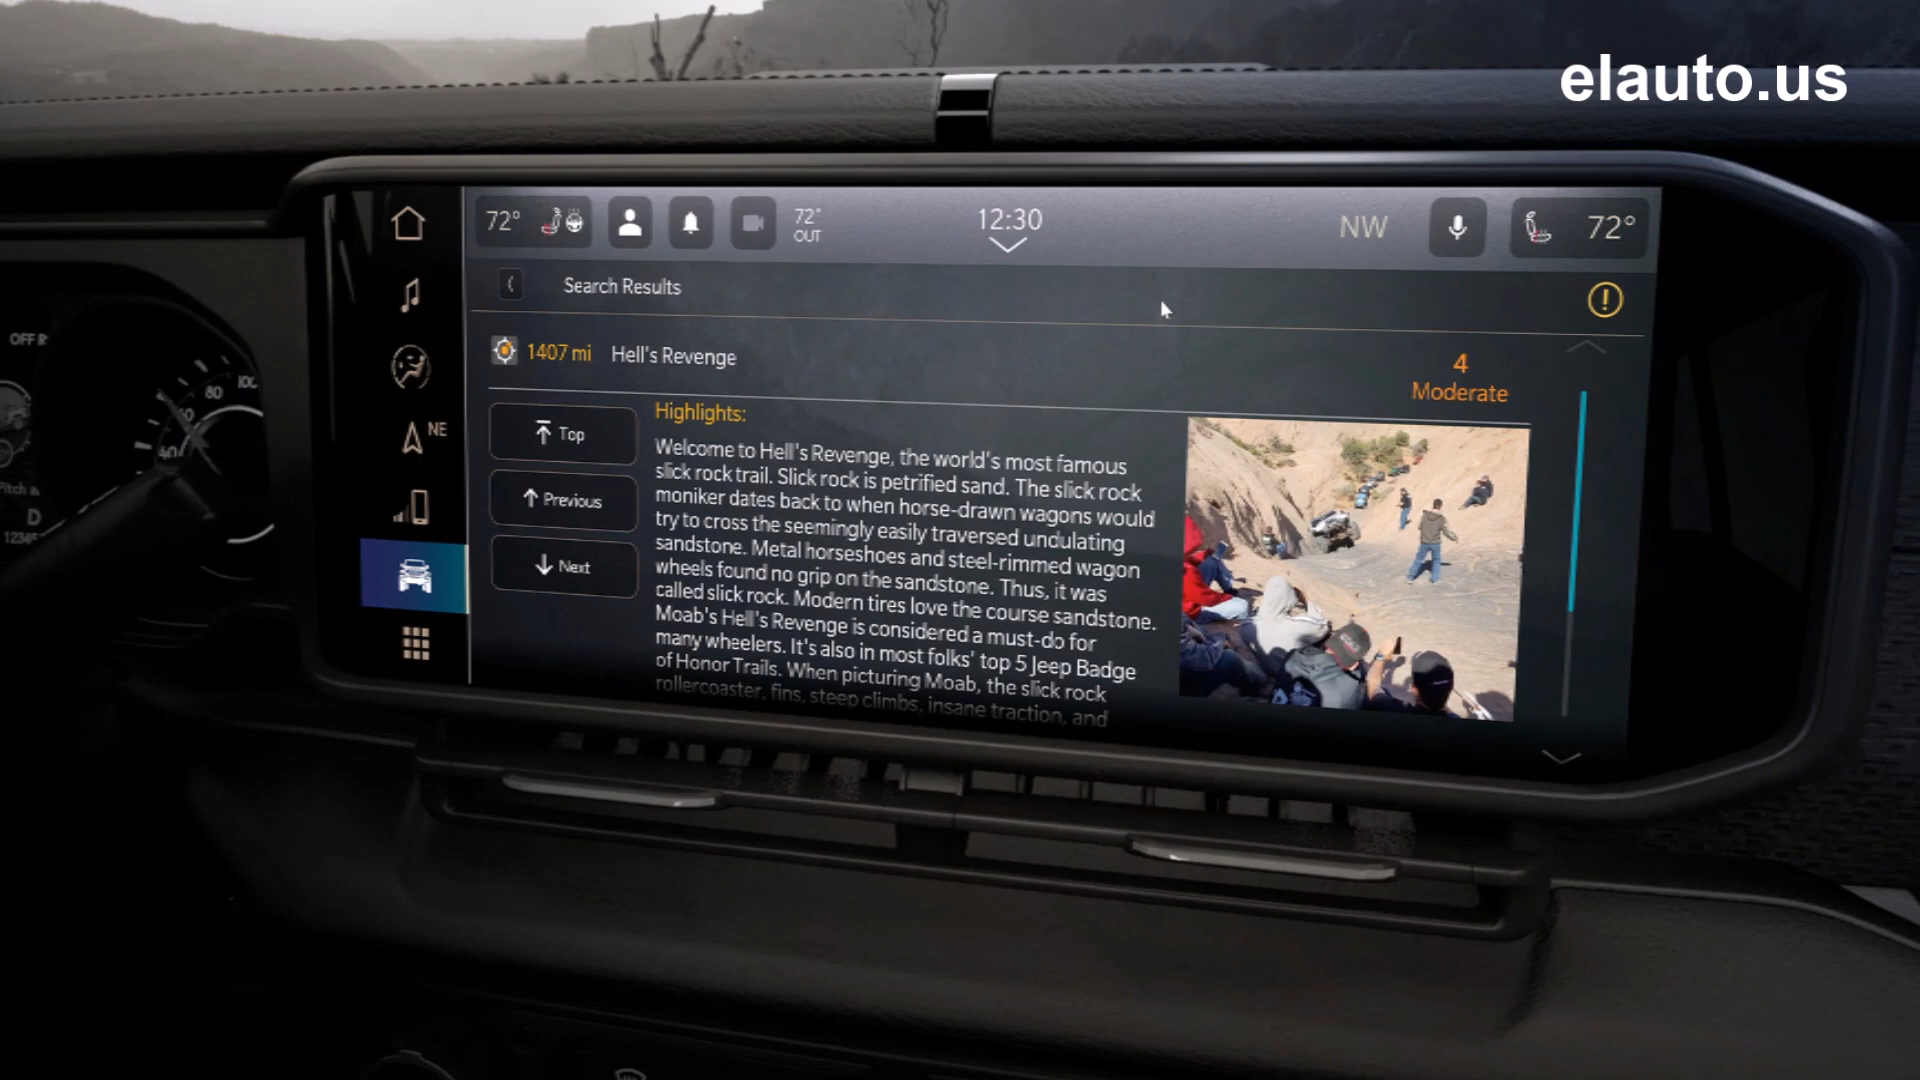 elauto.us
72°
72°
OUT
12:30
NW
72°
Search Results
1407 mi Hell's Revenge
4
Moderate
NE
Top
Previous
Next
Highlights:
Welcome to Hell's Revenge, the world's most famous
slick rock trail. Slick rock is petrified sand. The slick rock
moniker dates back to when horse-drawn wagons would
try to cross the seemingly easily traversed undulating
sandstone. Metal horseshoes and steel-rimmed wagon
wheels found no grip on the sandstone. Thus, it was
called slick rock. Modern tires love the course sandstone.
Moab's Hell's Revenge is considered a must-do for
many wheelers. It's also in most folks' top 5 Jeep Badge
of Honor Trails. When picturing Moab, the slick rock
rollercoaster, fins, steep climbs, insane traction, and
OFF R
100
80
60
40
Pitch &
D
12345